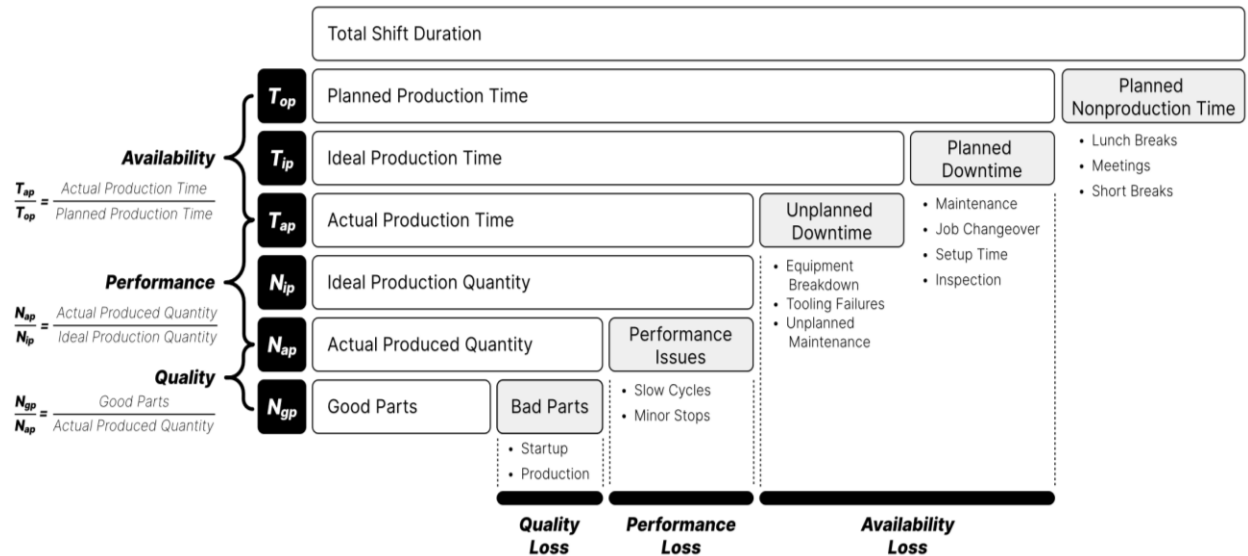 Total Shift Duration
T_op Planned Production Time
Planned
Nonproduction Time
• Lunch Breaks
• Meetings
• Short Breaks
Availability
T_ap/T_op = Actual Production Time/Planned Production Time
T_ip Ideal Production Time
Planned
Downtime
• Maintenance
• Job Changeover
• Setup Time
• Inspection
T_ap Actual Production Time
Unplanned
Downtime
• Equipment
Breakdown
• Tooling Failures
• Unplanned
Maintenance
Performance
N_ap/N_ip = Actual Produced Quantity/Ideal Production Quantity
N_ip Ideal Production Quantity
N_ap Actual Produced Quantity
Performance
Issues
• Slow Cycles
• Minor Stops
Quality
N_gp/N_ap = Good Parts/Actual Produced Quantity
N_gp Good Parts
Bad Parts
• Startup
• Production
Quality
Loss
Performance
Loss
Availability
Loss